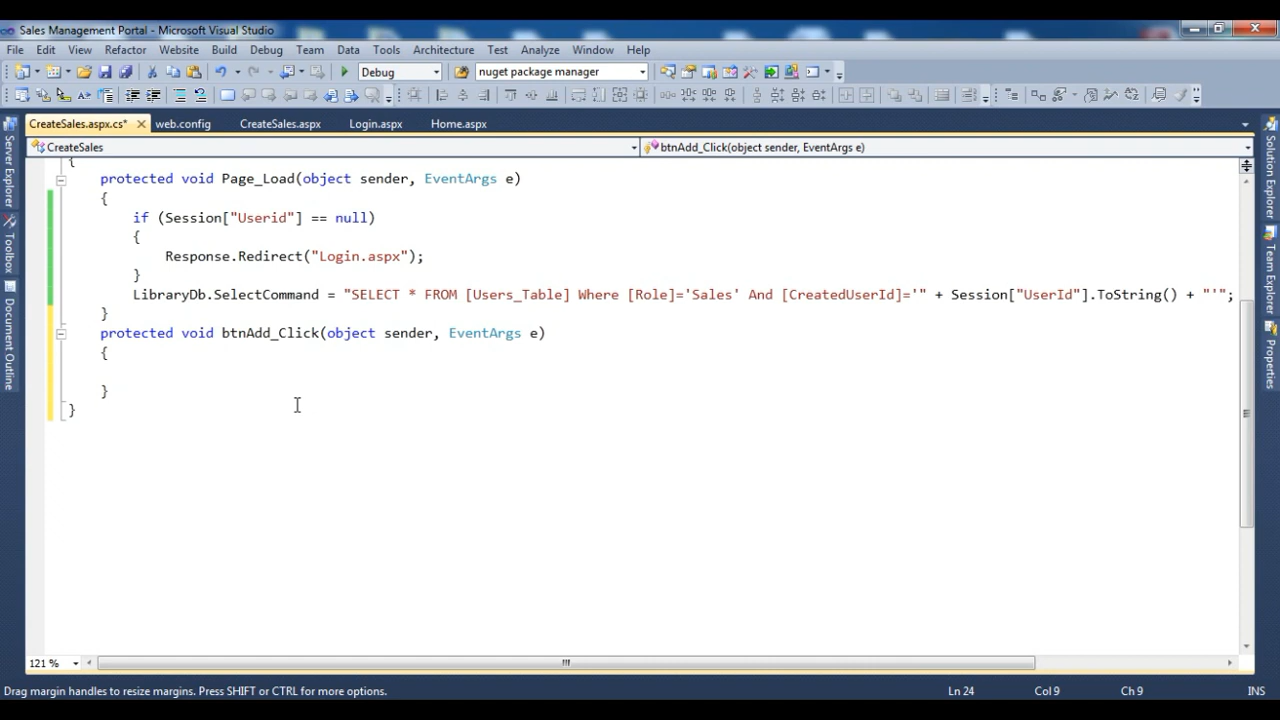 Sales Management Portal - Microsoft Visual Studio
File Edit View Refactor Website Build Debug Team Data Tools Architecture Test Analyze Window Help
Debug nuget package manager
CreateSales.aspx.cs* web.config CreateSales.aspx Login.aspx Home.aspx
CreateSales btnAdd_Click(object sender, EventArgs e)
{
protected void Page_Load(object sender, EventArgs e)
{
if (Session["Userid"] == null)
{
Response.Redirect("Login.aspx");
}
LibraryDb.SelectCommand = "SELECT * FROM [Users_Table] Where [Role]='Sales' And [CreatedUserId]='" + Session["UserId"].ToString() + "'";
}
protected void btnAdd_Click(object sender, EventArgs e)
{
}
}
Server Explorer
Toolbox
Document Outline
Solution Explorer
Team Explorer
Properties
121 %
Drag margin handles to resize margins. Press SHIFT or CTRL for more options. Ln 24 Col 9 Ch 9 INS